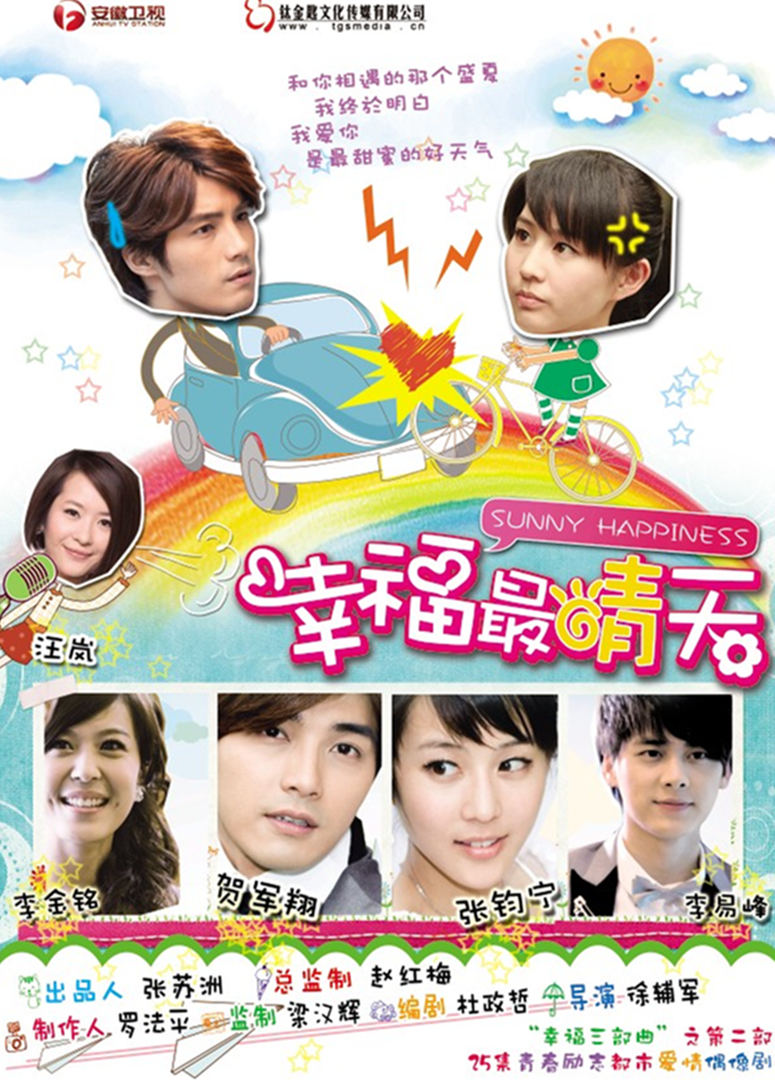 安徽卫视
ANHUI TV STATION
钛金匙文化传媒有限公司
www.tgsmedia.cn
和你相遇的那个盛夏
我终於明白
我爱你
是最甜蜜的好天气
SUNNY HAPPINESS
幸福最晴天
汪岚
李金铭
贺军翔
张钧宁
李易峰
出品人 张苏洲 总监制 赵红梅
制作人 罗法平 监制 梁汉辉 编剧 杜政哲 导演 徐辅军
“幸福三部曲”之第二部
25集青春励志都市爱情偶像剧